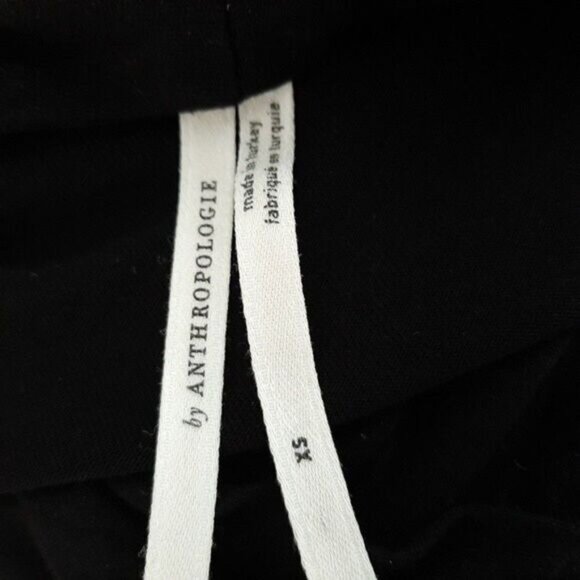 by ANTHROPOLOGIE
made in turkey
fabriqué en turquie
XS